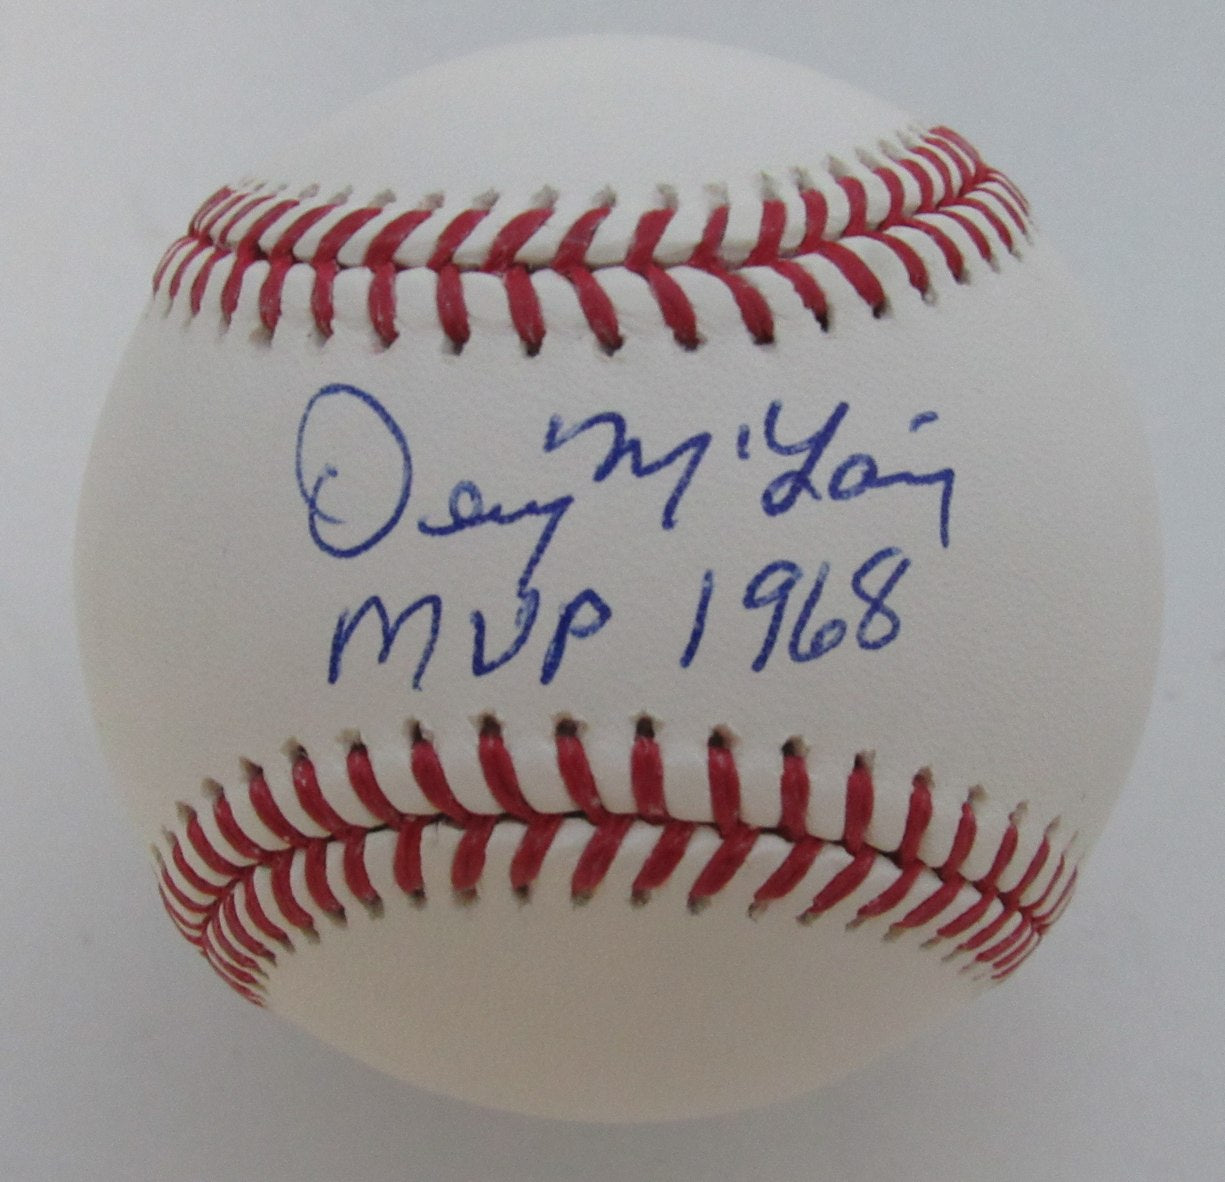 Denny McLain
MVP 1968